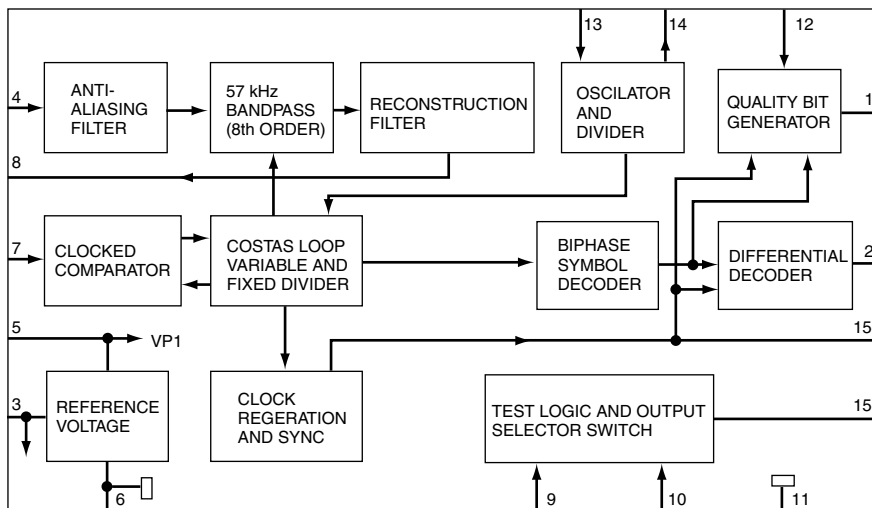 13
14
12
4
ANTI-
ALIASING
FILTER
57 kHz
BANDPASS
(8th ORDER)
RECONSTRUCTION
FILTER
OSCILATOR
AND
DIVIDER
QUALITY BIT
GENERATOR
1
8
7
CLOCKED
COMPARATOR
COSTAS LOOP
VARIABLE AND
FIXED DIVIDER
BIPHASE
SYMBOL
DECODER
DIFFERENTIAL
DECODER
2
5
VP1
15
3
REFERENCE
VOLTAGE
CLOCK
REGERATION
AND SYNC
TEST LOGIC AND OUTPUT
SELECTOR SWITCH
15
6
9
10
11